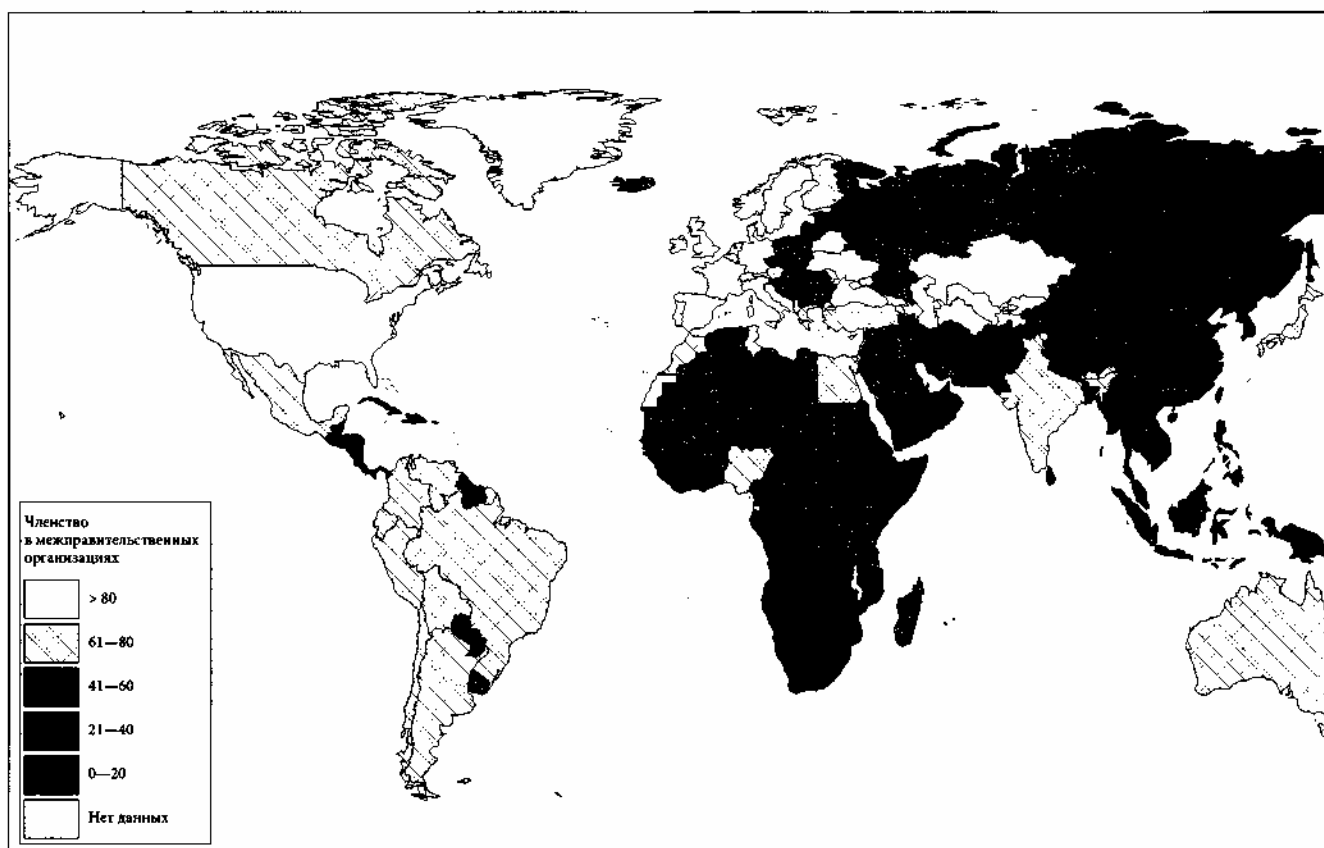 Членство
в межправительственных
организациях
> 80
61—80
41—60
21—40
0—20
Нет данных